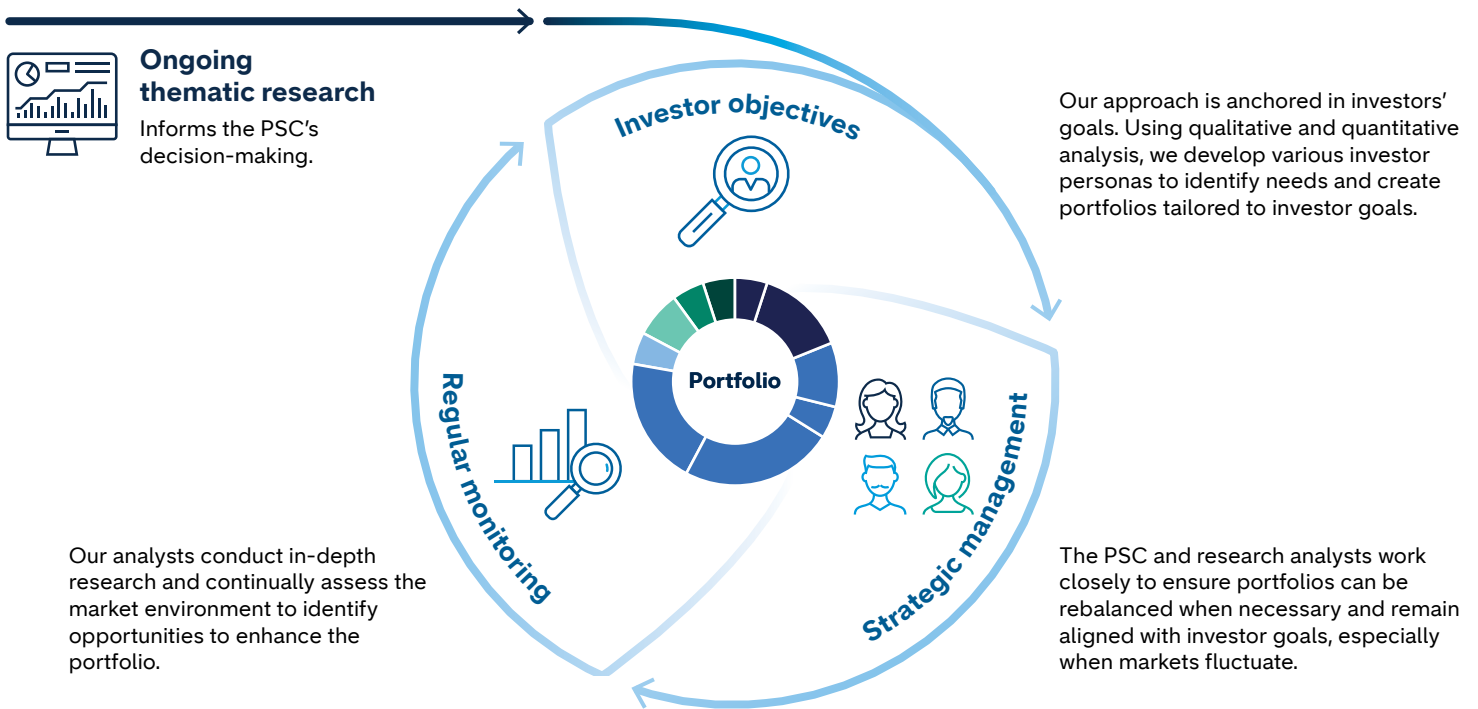 Ongoing
thematic research
Informs the PSC’s
decision-making.
Investor objectives
Our approach is anchored in investors’
goals. Using qualitative and quantitative
analysis, we develop various investor
personas to identify needs and create
portfolios tailored to investor goals.
Portfolio
Regular monitoring
Strategic management
Our analysts conduct in-depth
research and continually assess the
market environment to identify
opportunities to enhance the
portfolio.
The PSC and research analysts work
closely to ensure portfolios can be
rebalanced when necessary and remain
aligned with investor goals, especially
when markets fluctuate.